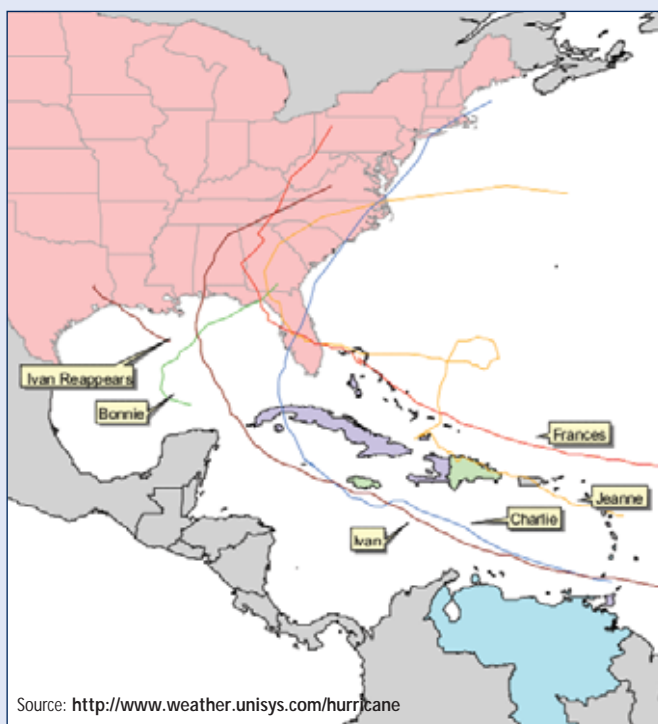 Ivan Reappears
Bonnie
Frances
Jeanne
Charlie
Ivan
Source: http://www.weather.unisys.com/hurricane